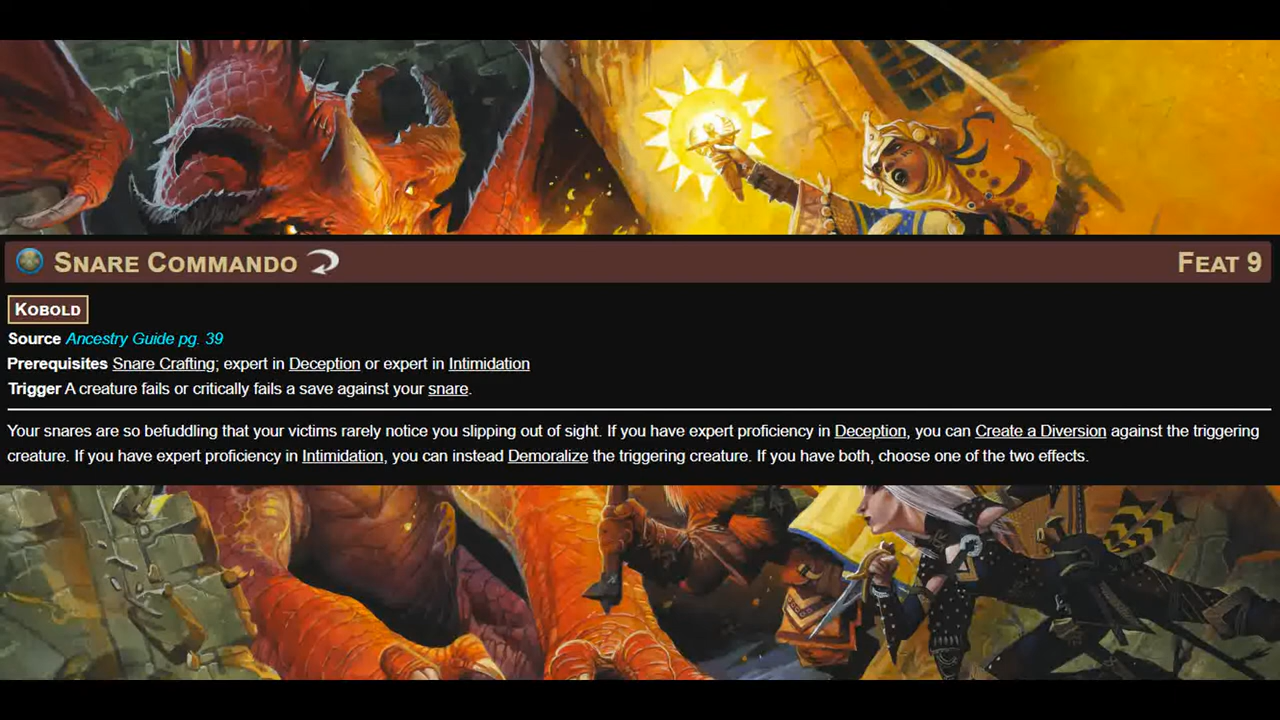 Snare Commando Feat 9
Kobold
Source Ancestry Guide pg. 39
Prerequisites Snare Crafting; expert in Deception or expert in Intimidation
Trigger A creature fails or critically fails a save against your snare.
Your snares are so befuddling that your victims rarely notice you slipping out of sight. If you have expert proficiency in Deception, you can Create a Diversion against the triggering
creature. If you have expert proficiency in Intimidation, you can instead Demoralize the triggering creature. If you have both, choose one of the two effects.